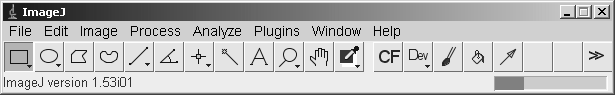 ImageJ
File Edit Image Process Analyze Plugins Window Help
A CF Dev >>
ImageJ version 1.53i01